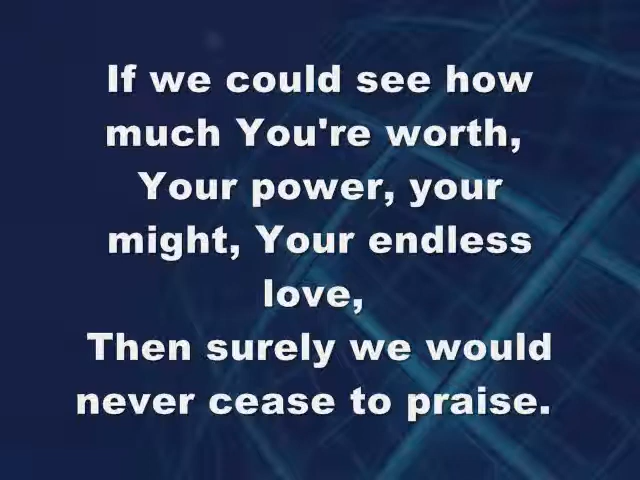 If we could see how
much You're worth,
Your power, your
might, Your endless
love,
Then surely we would
never cease to praise.